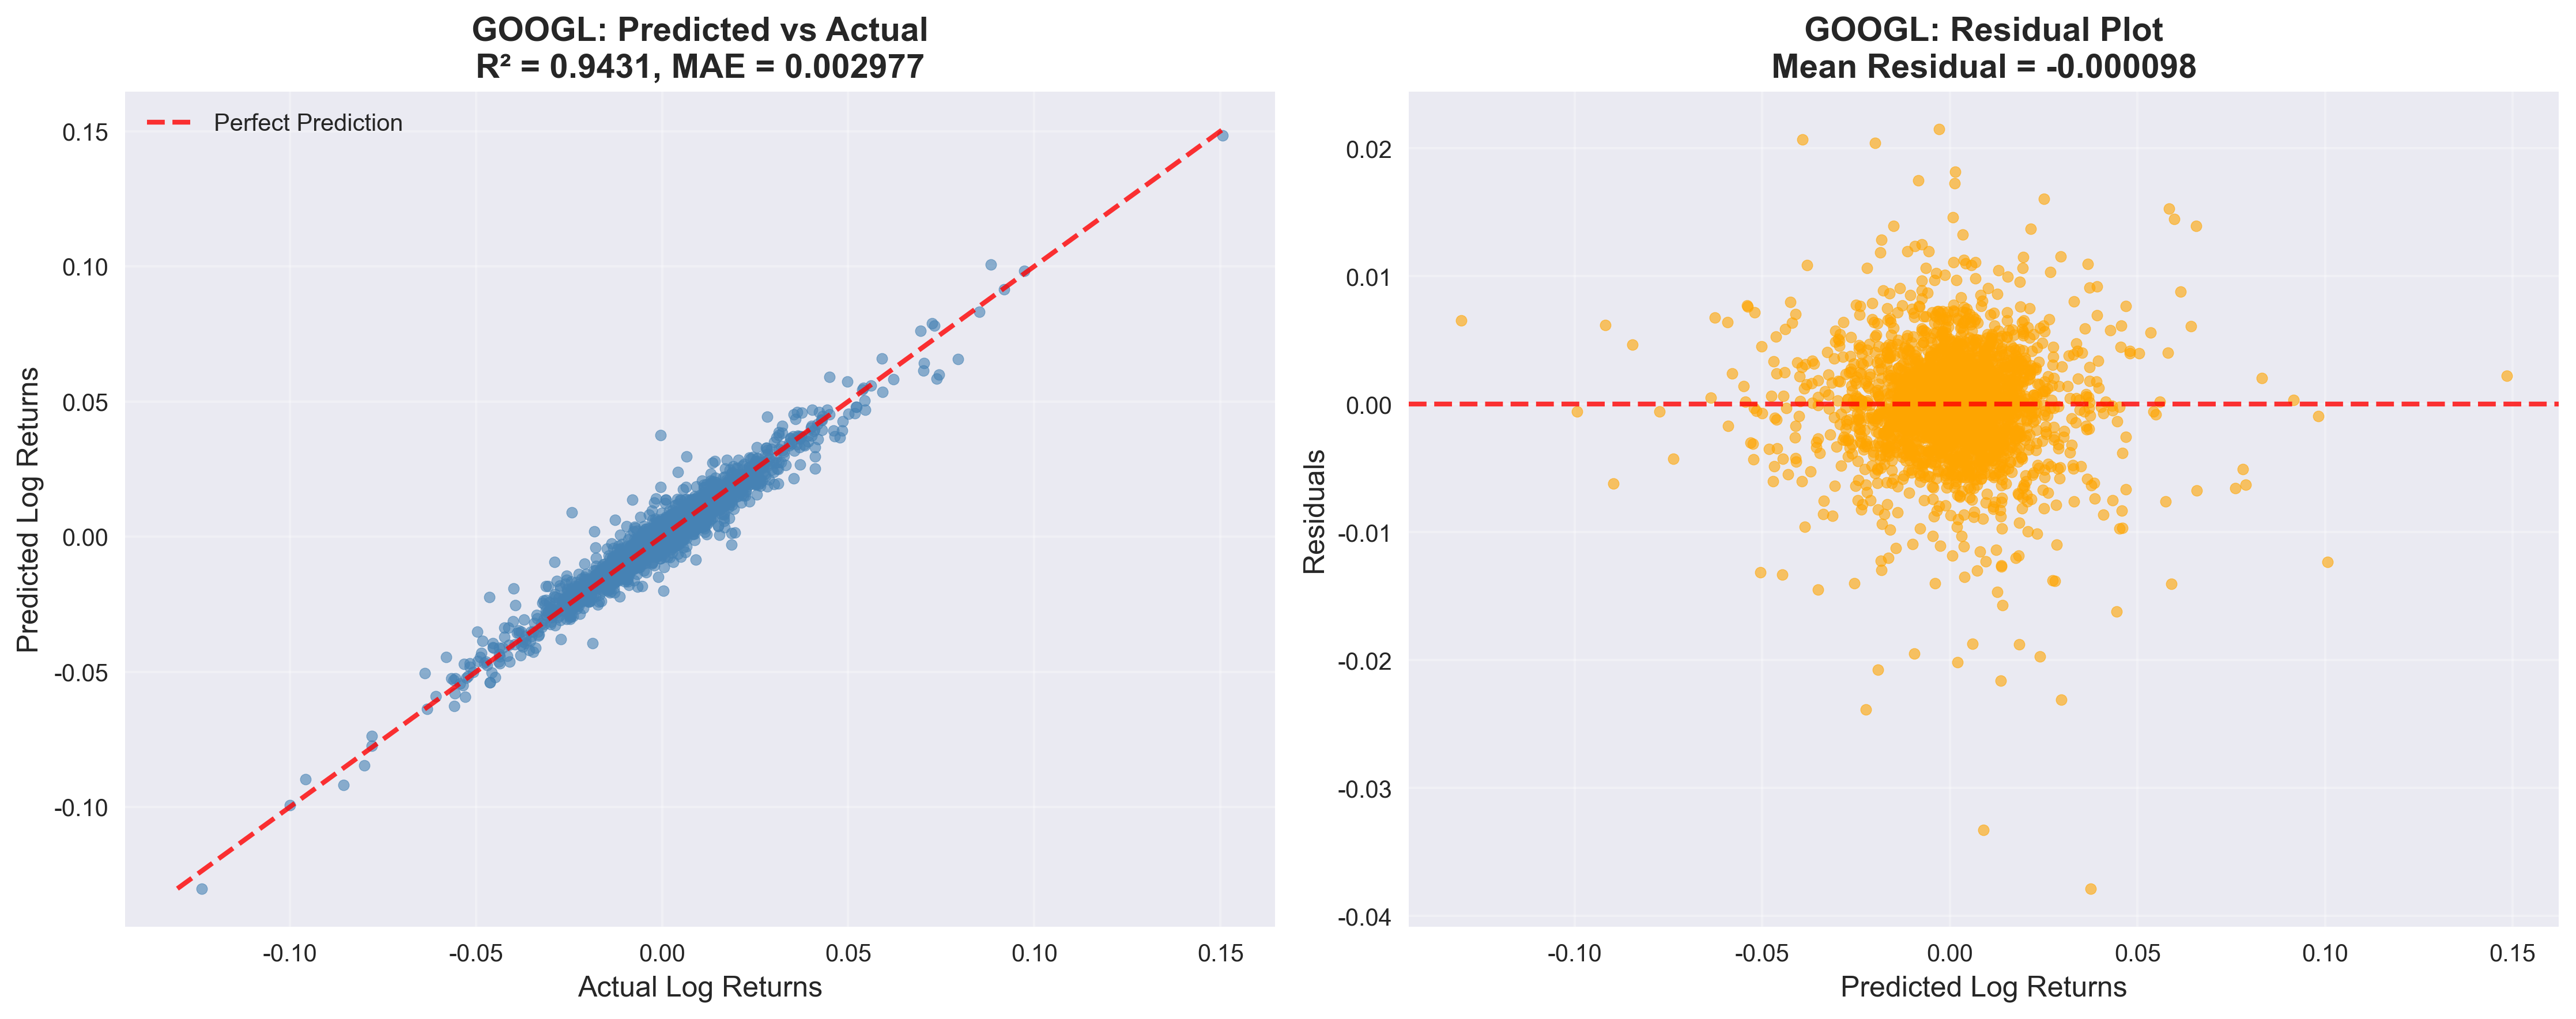 GOOGL: Predicted vs Actual
R² = 0.9431, MAE = 0.002977
Perfect Prediction
0.15
0.10
0.05
0.00
-0.05
-0.10
Predicted Log Returns
-0.10
-0.05
0.00
0.05
0.10
0.15
Actual Log Returns
GOOGL: Residual Plot
Mean Residual = -0.000098
0.02
0.01
0.00
-0.01
-0.02
-0.03
-0.04
Residuals
-0.10
-0.05
0.00
0.05
0.10
0.15
Predicted Log Returns